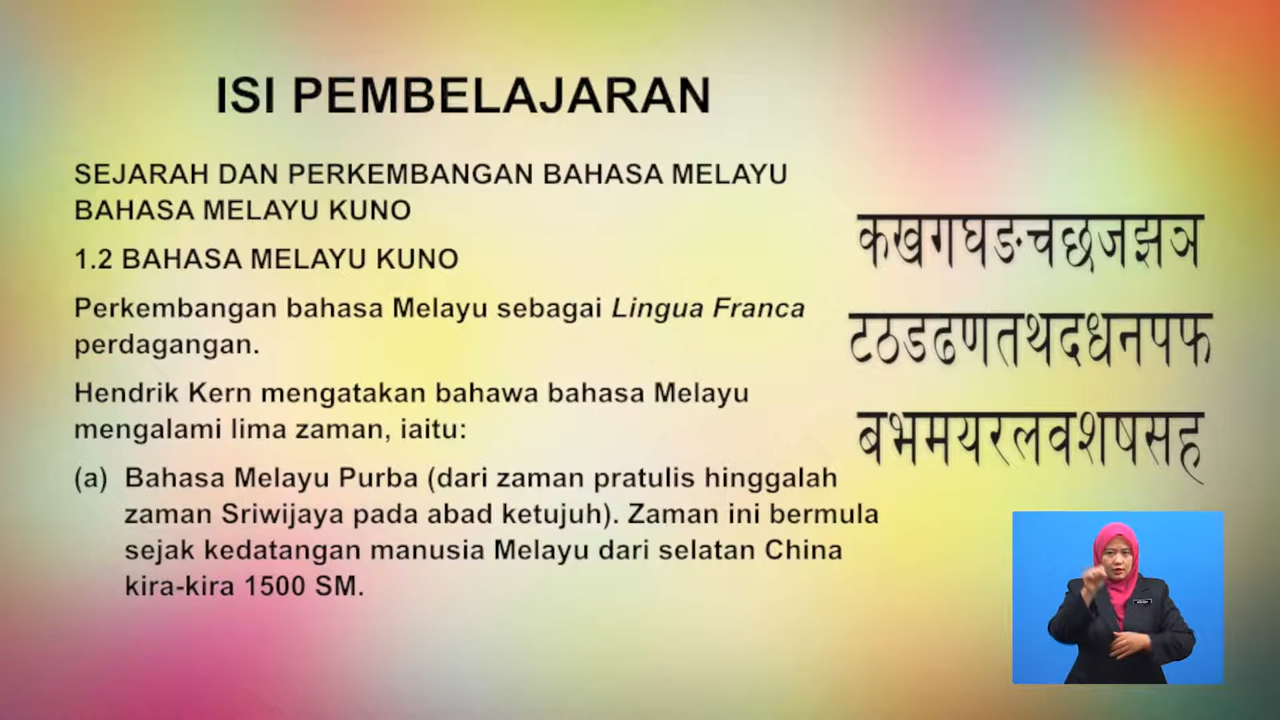 ISI PEMBELAJARAN
SEJARAH DAN PERKEMBANGAN BAHASA MELAYU
BAHASA MELAYU KUNO
1.2 BAHASA MELAYU KUNO
Perkembangan bahasa Melayu sebagai Lingua Franca
perdagangan.
Hendrik Kern mengatakan bahawa bahasa Melayu
mengalami lima zaman, iaitu:
(a) Bahasa Melayu Purba (dari zaman pratulis hinggalah
zaman Sriwijaya pada abad ketujuh). Zaman ini bermula
sejak kedatangan manusia Melayu dari selatan China
kira-kira 1500 SM.
कखगघङचछजझञ
टठडढणतथदधनपफ
बभमयरलवशषसह